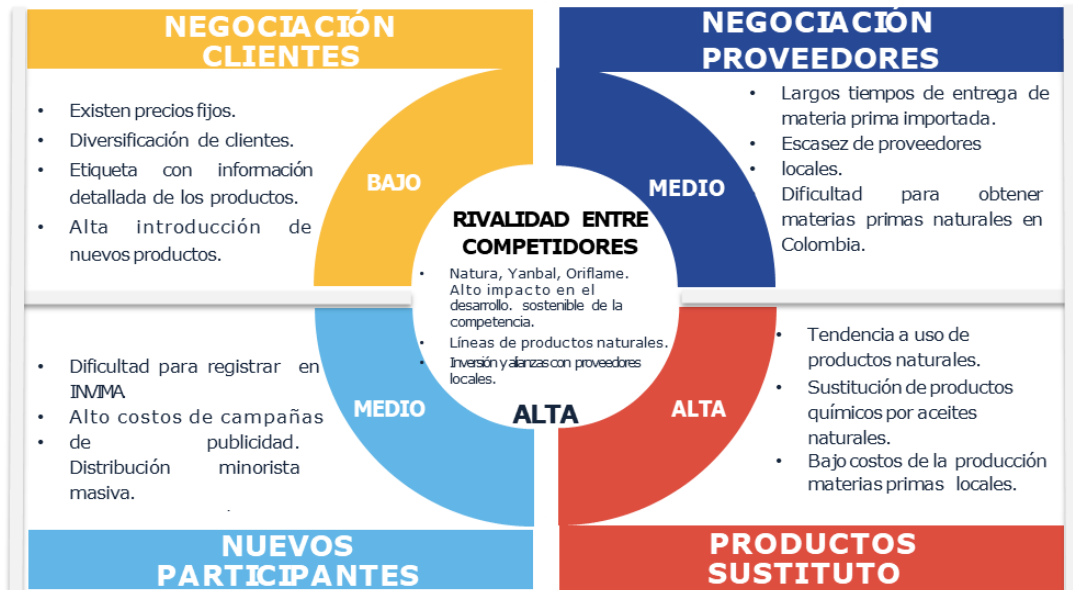 NEGOCIACIÓN
CLIENTES
• Existen precios fijos.
• Diversificación de clientes.
• Etiqueta con información
detallada de los productos.
• Alta introducción de
nuevos productos.
BAJO
NEGOCIACIÓN
PROVEEDORES
• Largos tiempos de entrega de
materia prima importada.
• Escasez de proveedores
• locales.
• Dificultad para obtener
materias primas naturales en
Colombia.
MEDIO
RIVALIDAD ENTRE
COMPETIDORES
• Natura, Yanbal, Oriflame.
Alto impacto en el
desarrollo. sostenible de la
competencia.
• Líneas de productos naturales.
• Inversión y alianzas con proveedores
locales.
ALTA
• Dificultad para registrar en
INVIMA
• Alto costos de campañas
• de publicidad.
Distribución minorista
masiva.
.
MEDIO
NUEVOS
PARTICIPANTES
ALTA
• Tendencia a uso de
productos naturales.
• Sustitución de productos
químicos por aceites
naturales.
• Bajo costos de la producción
materias primas locales.
PRODUCTOS
SUSTITUTO